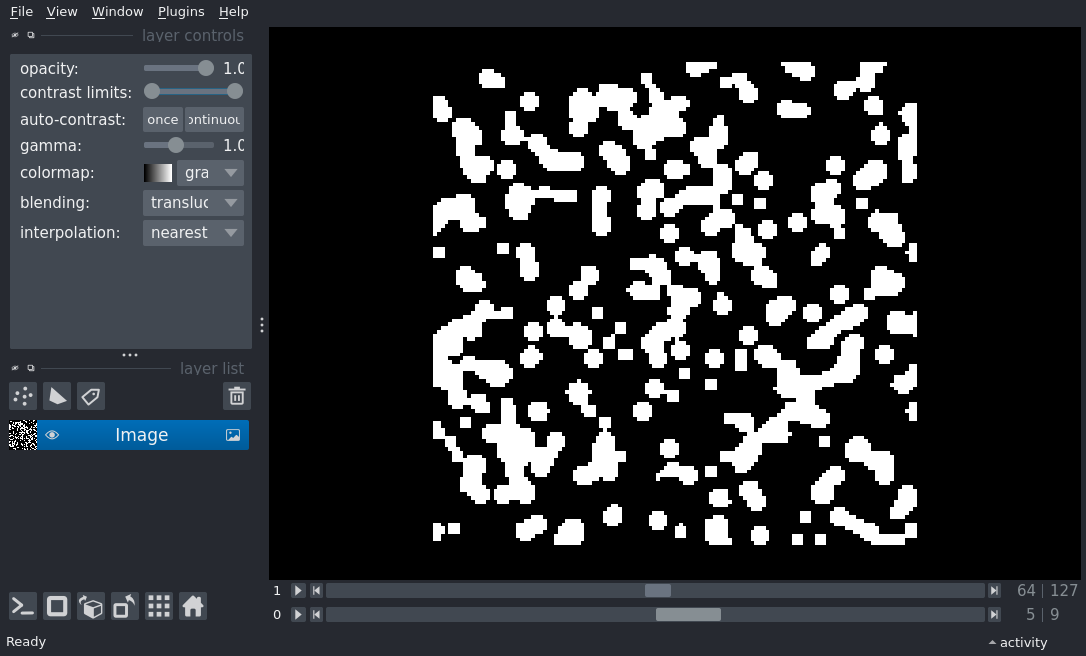 File View Window Plugins Help
layer controls
opacity: 1.0
contrast limits:
auto-contrast: once ontinuou
gamma: 1.0
colormap: gra
blending: transluc
interpolation: nearest
layer list
Image
1 64 | 127
0 5 | 9
Ready
activity